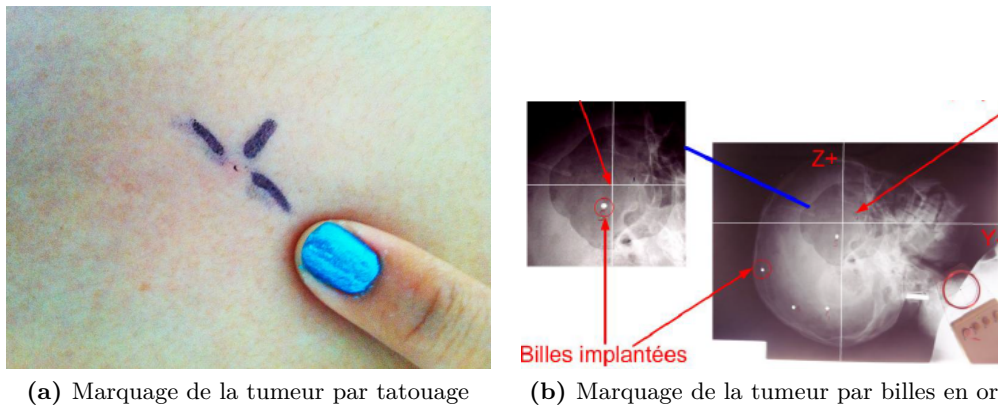 Z+
Y
Billes implantées
(a) Marquage de la tumeur par tatouage
(b) Marquage de la tumeur par billes en or